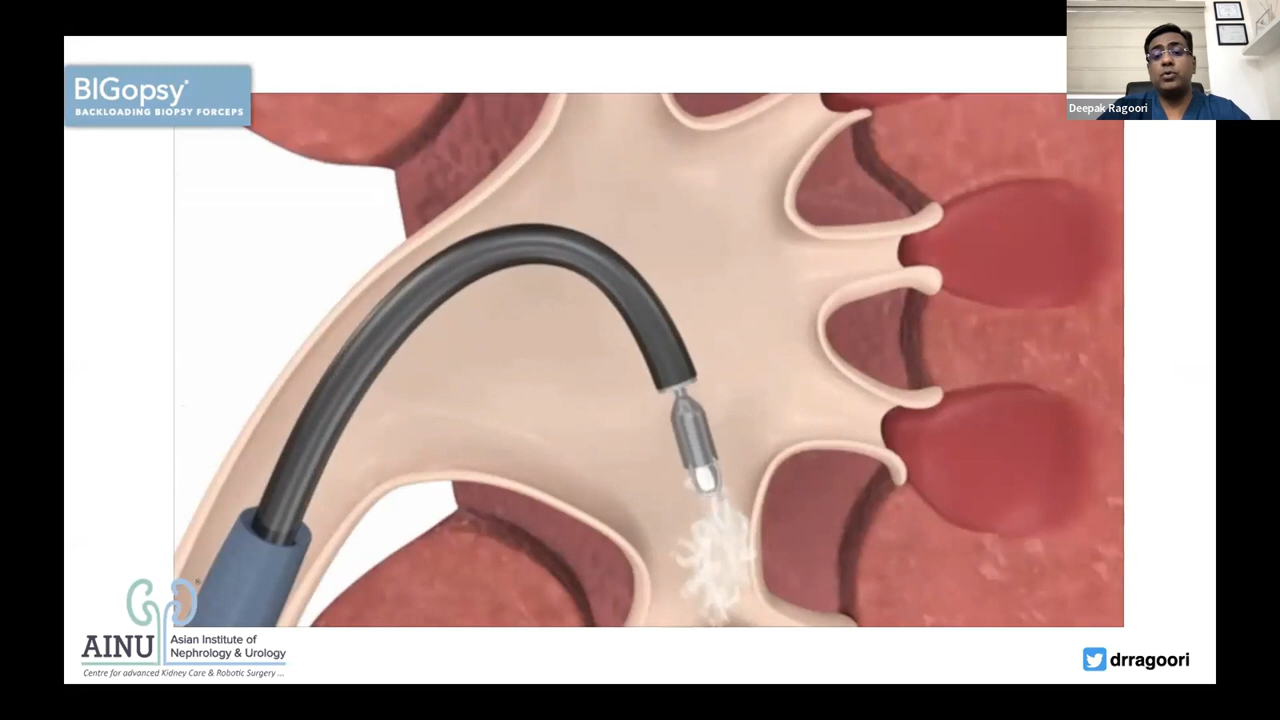 BIGopsy®
BACKLOADING BIOPSY FORCEPS
Deepak Ragoori
®
AINU
Asian Institute of
Nephrology & Urology
Centre for advanced Kidney Care & Robotic Surgery ...
drragoori